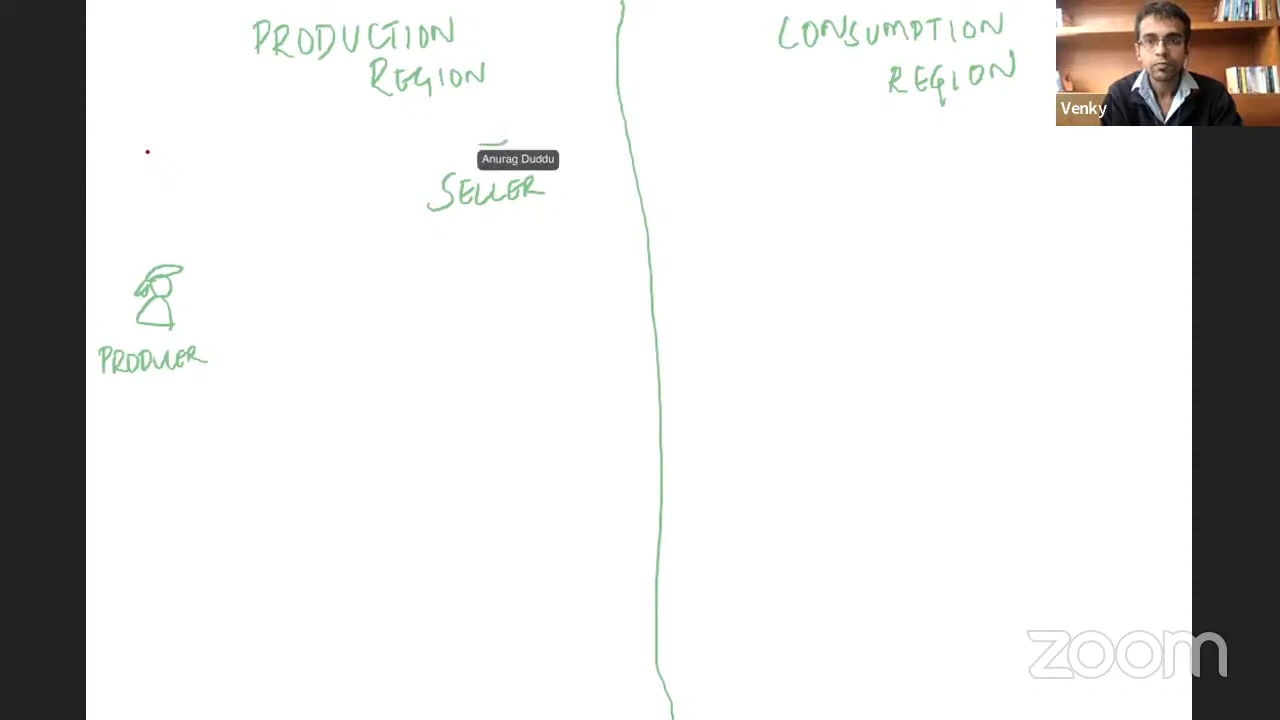 PRODUCTION
REGION
CONSUMPTION
REGION
Venky
Anurag Duddu
SELLER
PRODUCER
zoom